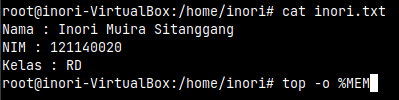 root@inori-VirtualBox:/home/inori# cat inori.txt
Nama : Inori Muira Sitanggang
NIM : 121140020
Kelas : RD
root@inori-VirtualBox:/home/inori# top -o %MEM